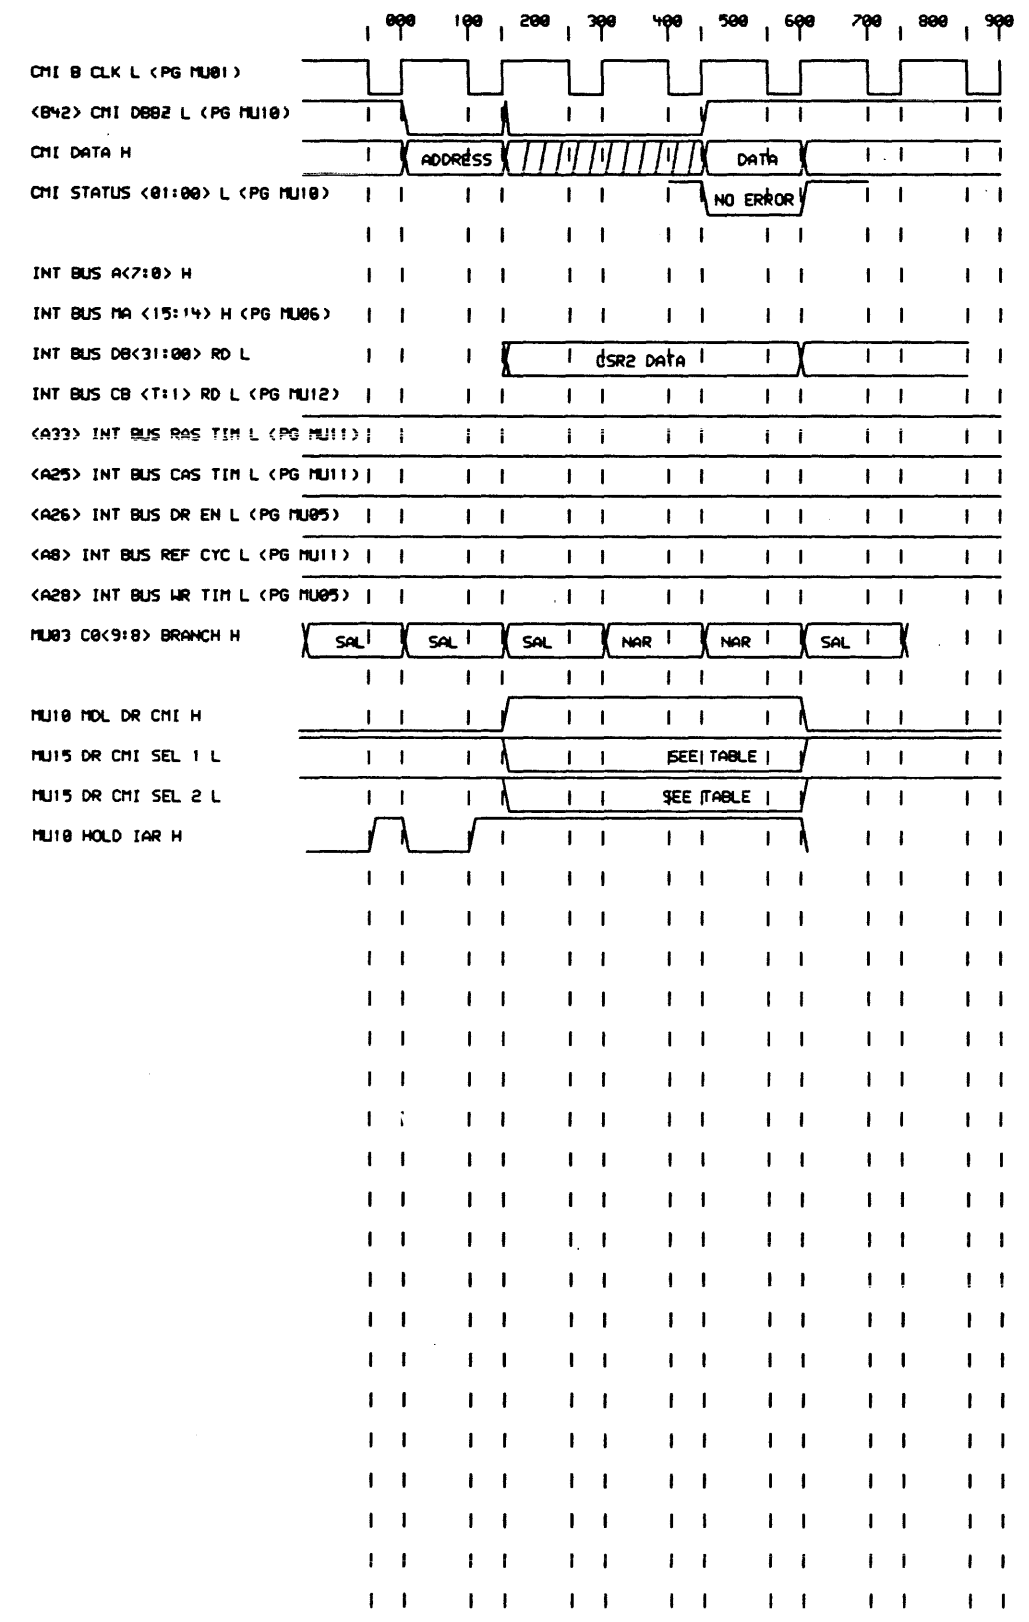 000 100 200 300 400 500 600 700 800 900
CMI B CLK L (PG MU01)
<B42> CMI DBBZ L (PG MU10)
CMI DATA H ADDRESS DATA
CMI STATUS <01:00> L (PG MU10) NO ERROR
INT BUS A<7:0> H
INT BUS MA <15:14> H (PG MU06)
INT BUS DB<31:00> RD L CSR2 DATA
INT BUS CB <T:1> RD L (PG MU12)
<A33> INT BUS RAS TIM L (PG MU11)
<A25> INT BUS CAS TIM L (PG MU11)
<A26> INT BUS DR EN L (PG MU05)
<A8> INT BUS REF CYC L (PG MU11)
<A28> INT BUS WR TIM L (PG MU05)
MU03 C0<9:8> BRANCH H SAL SAL SAL NAR NAR SAL
MU10 MDL DR CMI H
MU15 DR CMI SEL 1 L SEE TABLE
MU15 DR CMI SEL 2 L SEE TABLE
MU10 HOLD IAR H